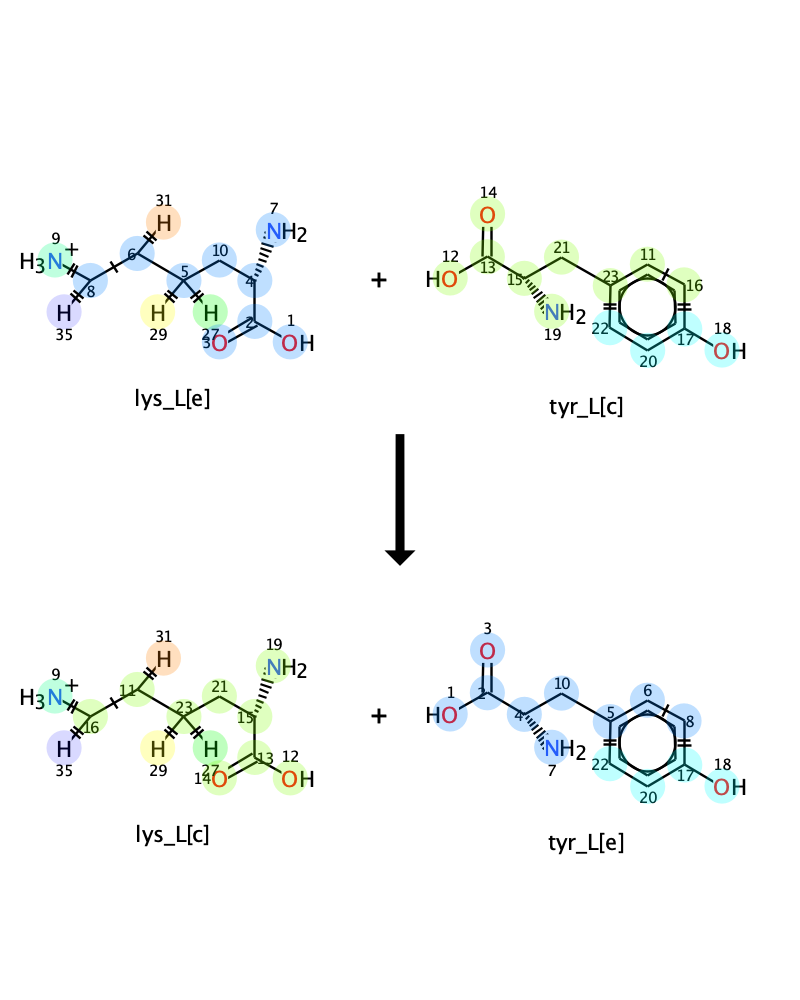 31 7
9 H NH2
H3N + 6 10
8 5 4
H H H 2 1
35 29 27 3 O OH
lys_L[e]
+
14
O
12 21 11
HO 13 15 23 16
NH2 22 18
19 20 17 OH
tyr_L[c]
31 19
9 H NH2
H3N + 11 21
16 23 15
H H H 13 12
35 29 27 14 O OH
lys_L[c]
+
3
O
1 10 6
HO 2 4 5 8
NH2 22 18
7 20 17 OH
tyr_L[e]